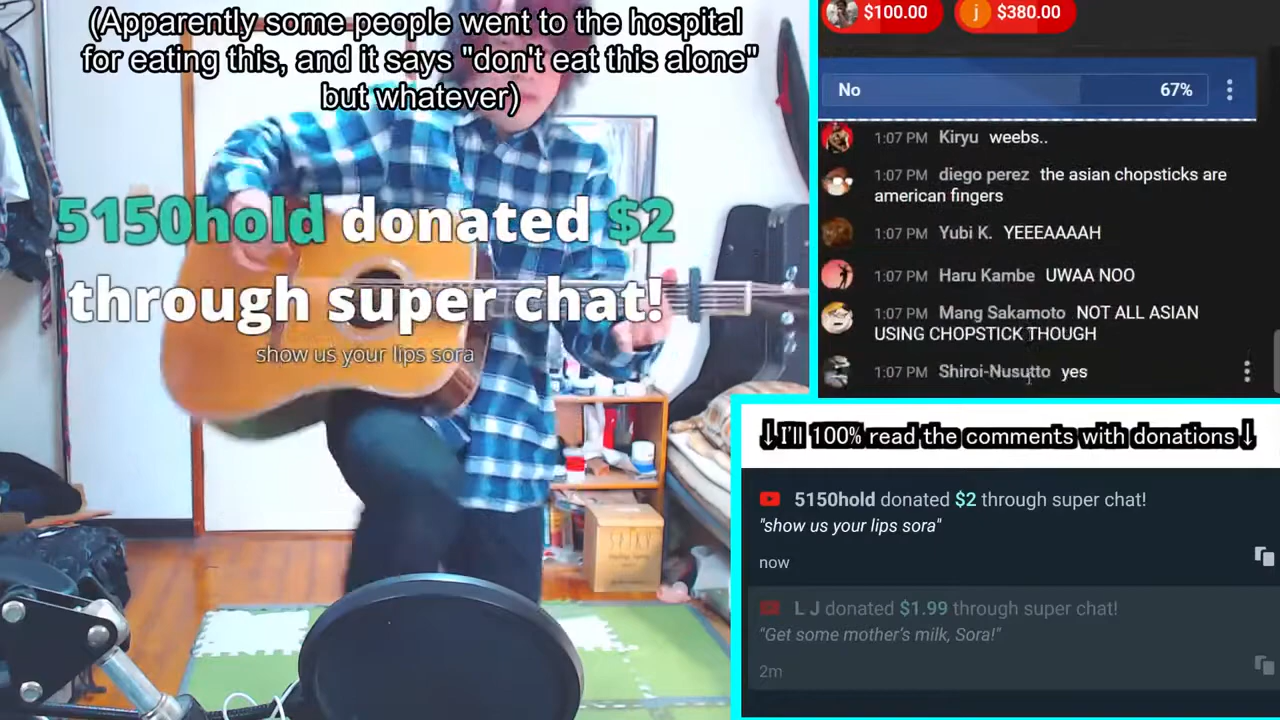 (Apparently some people went to the hospital
for eating this, and it says "don't eat this alone"
but whatever)
5150hold donated $2
through super chat!
show us your lips sora
$100.00
j $380.00
No 67%
1:07 PM Kiryu weebs..
1:07 PM diego perez the asian chopsticks are
american fingers
1:07 PM Yubi K. YEEEAAAAH
1:07 PM Haru Kambe UWAA NOO
1:07 PM Mang Sakamoto NOT ALL ASIAN
USING CHOPSTICK THOUGH
1:07 PM Shiroi-Nusutto yes
↓I'll 100% read the comments with donations↓
5150hold donated $2 through super chat!
"show us your lips sora"
now
L J donated $1.99 through super chat!
"Get some mother's milk, Sora!"
2m